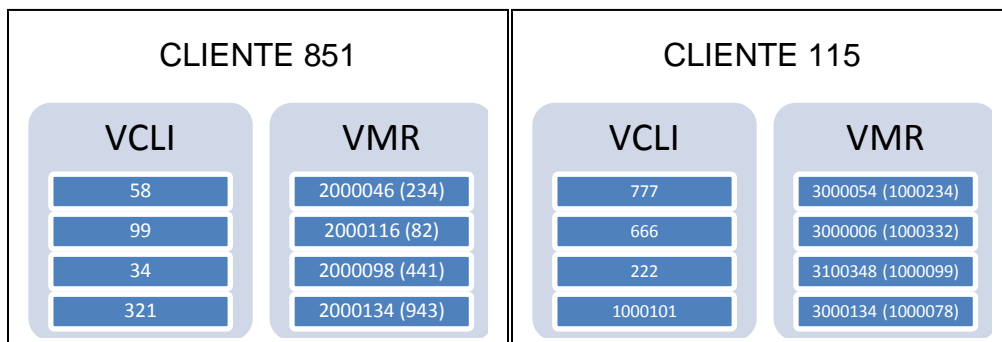 CLIENTE 851
VCLI
58
99
34
321
VMR
2000046 (234)
2000116 (82)
2000098 (441)
2000134 (943)
CLIENTE 115
VCLI
777
666
222
1000101
VMR
3000054 (1000234)
3000006 (1000332)
3100348 (1000099)
3000134 (1000078)